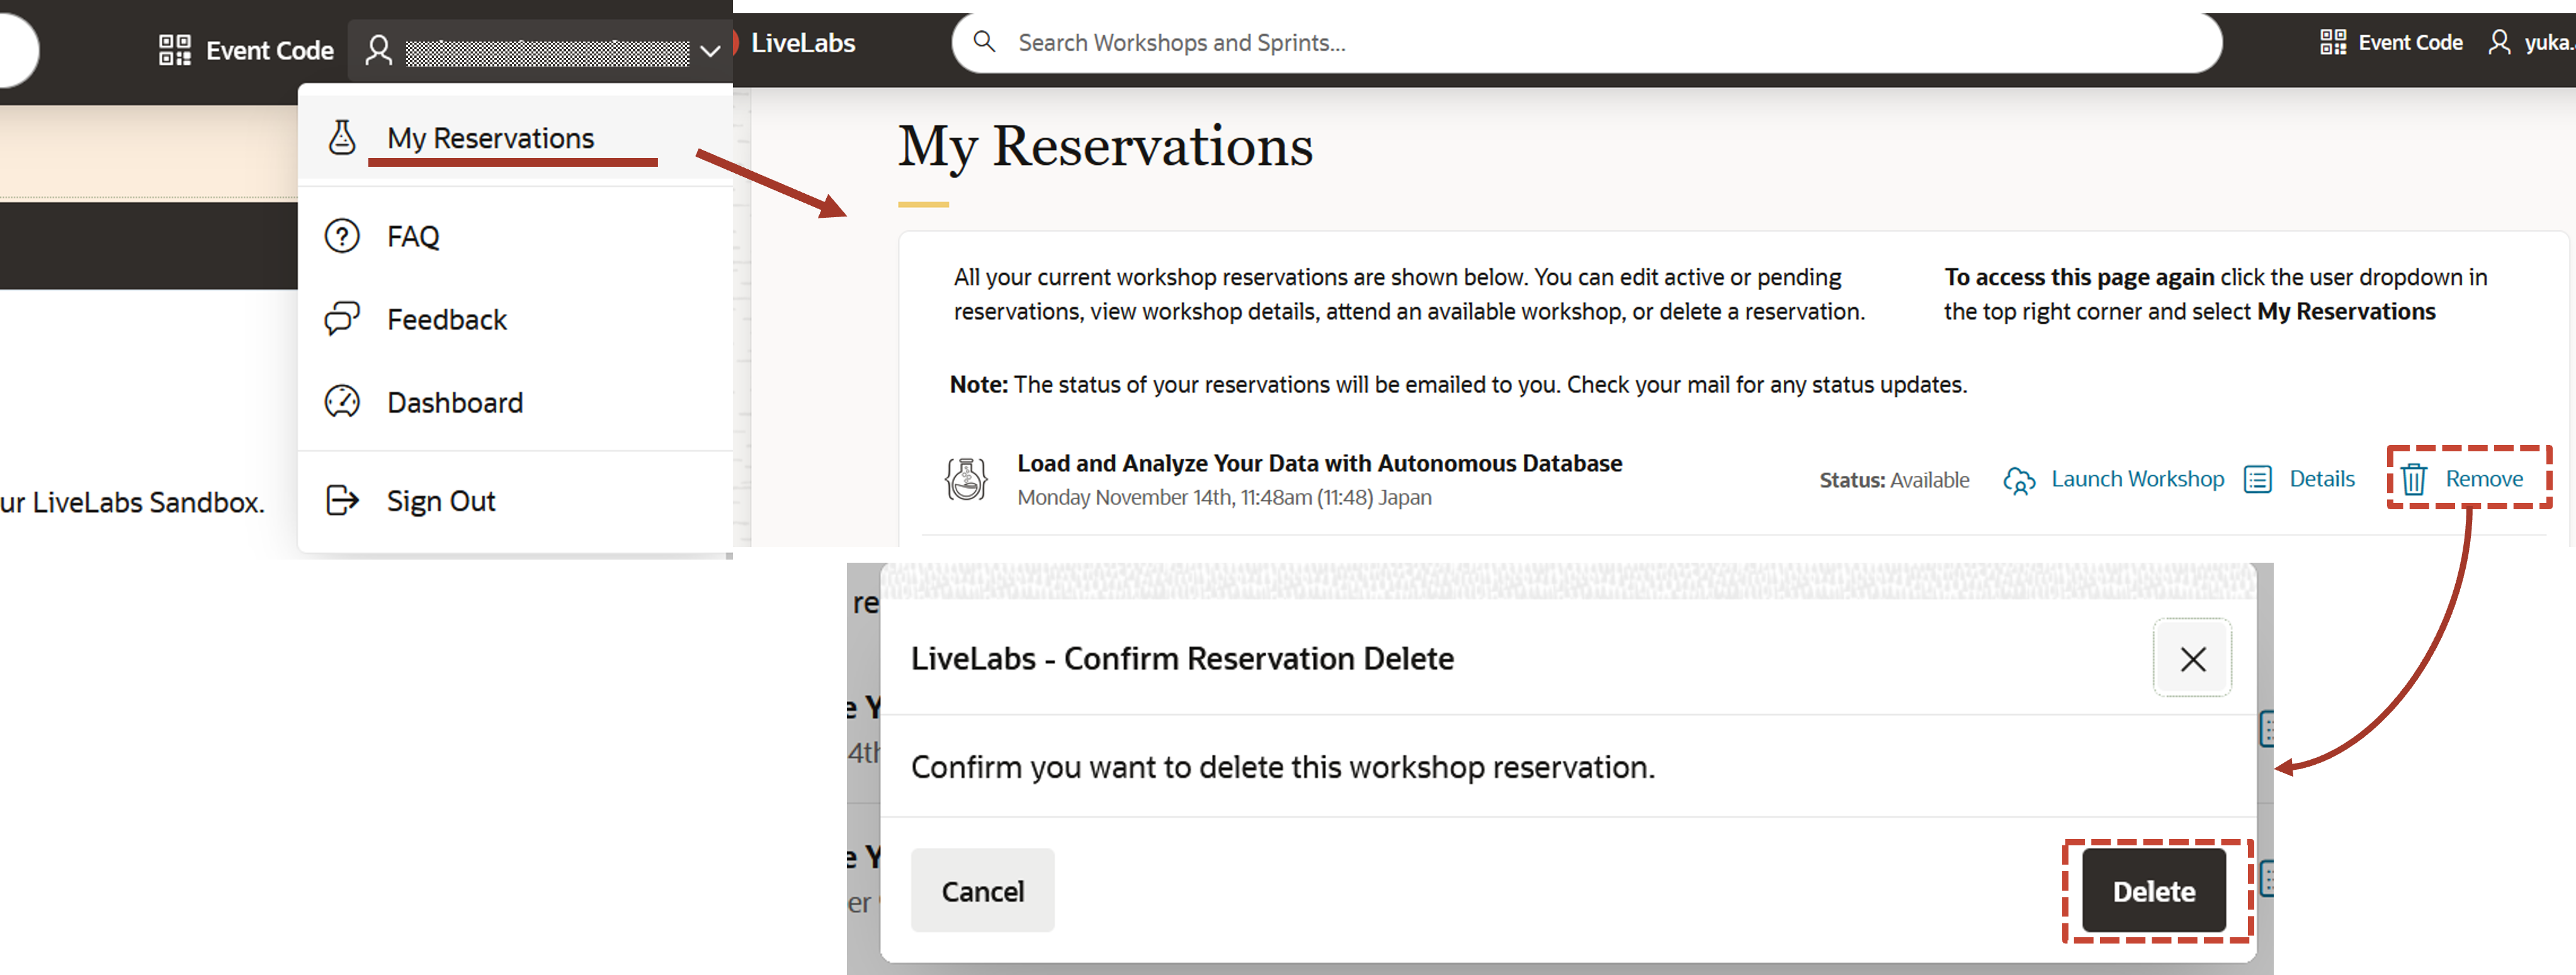 Event Code
My Reservations
FAQ
Feedback
Dashboard
Sign Out
ur LiveLabs Sandbox.
LiveLabs
Search Workshops and Sprints...
Event Code
yuka.
My Reservations
All your current workshop reservations are shown below. You can edit active or pending
reservations, view workshop details, attend an available workshop, or delete a reservation.
To access this page again click the user dropdown in
the top right corner and select My Reservations
Note: The status of your reservations will be emailed to you. Check your mail for any status updates.
Load and Analyze Your Data with Autonomous Database
Monday November 14th, 11:48am (11:48) Japan
Status: Available
Launch Workshop
Details
Remove
re
LiveLabs - Confirm Reservation Delete
e Y
4th
Confirm you want to delete this workshop reservation.
e Y
er
Cancel
Delete